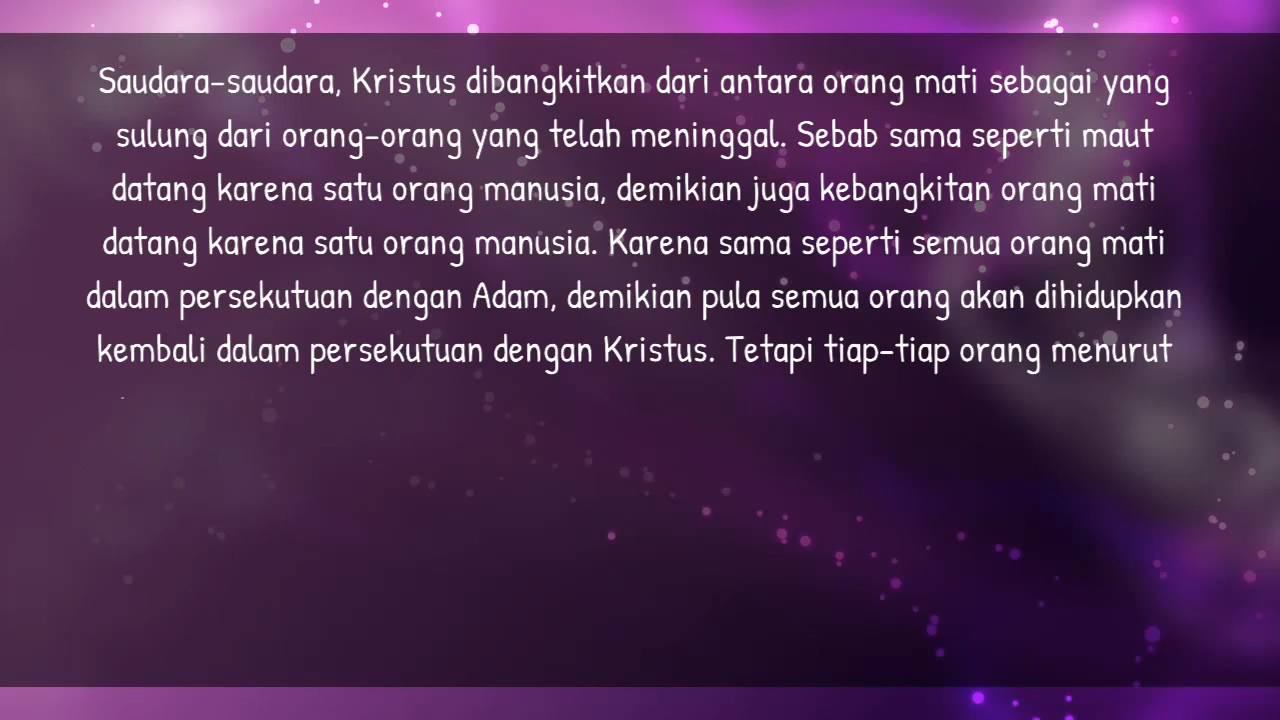 Saudara-saudara, Kristus dibangkitkan dari antara orang mati sebagai yang
sulung dari orang-orang yang telah meninggal. Sebab sama seperti maut
datang karena satu orang manusia, demikian juga kebangkitan orang mati
datang karena satu orang manusia. Karena sama seperti semua orang mati
dalam persekutuan dengan Adam, demikian pula semua orang akan dihidupkan
kembali dalam persekutuan dengan Kristus. Tetapi tiap-tiap orang menurut